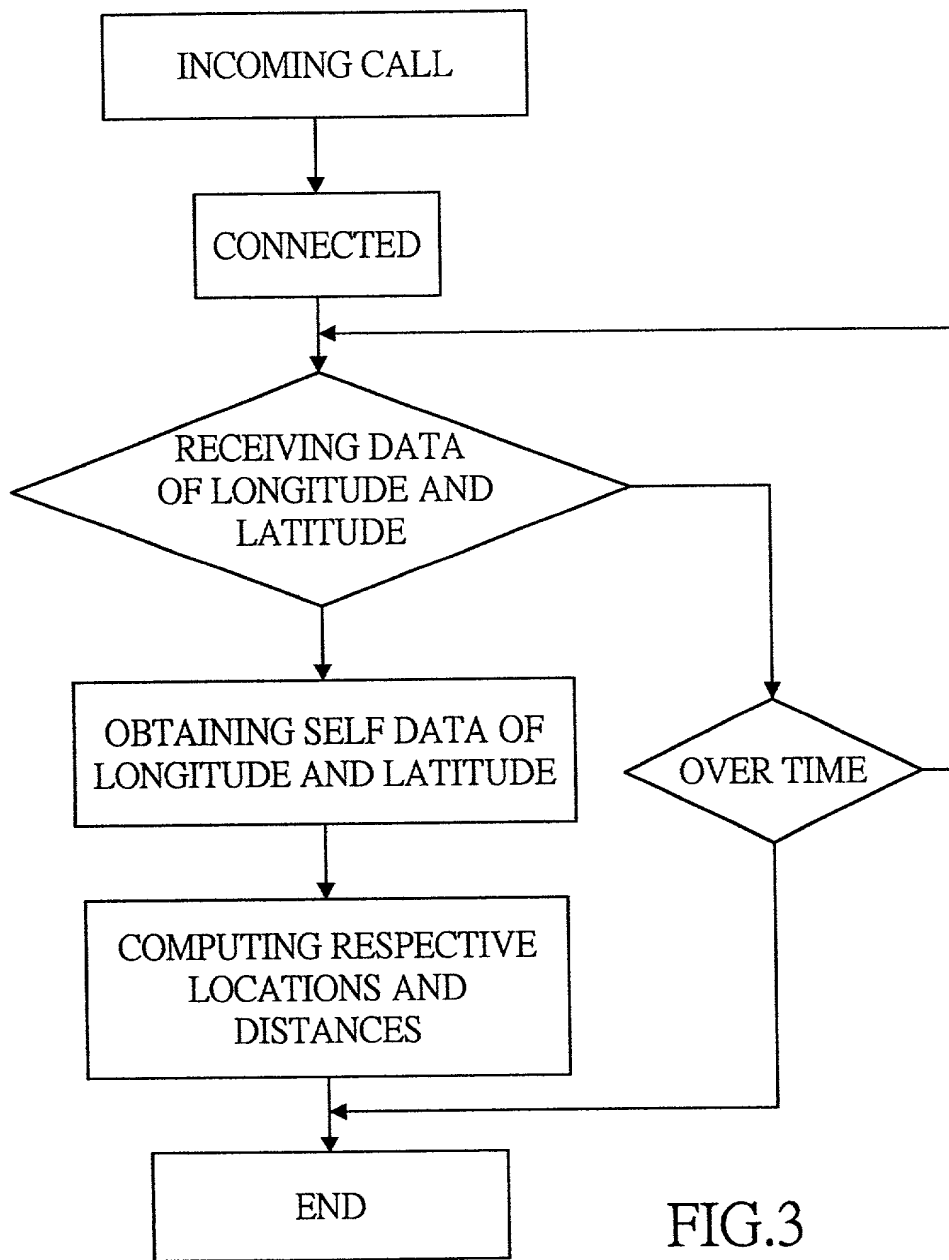 INCOMING CALL
CONNECTED
RECEIVING DATA
OF LONGITUDE AND
LATITUDE
OBTAINING SELF DATA OF
LONGITUDE AND LATITUDE
OVER TIME
COMPUTING RESPECTIVE
LOCATIONS AND
DISTANCES
END
FIG.3